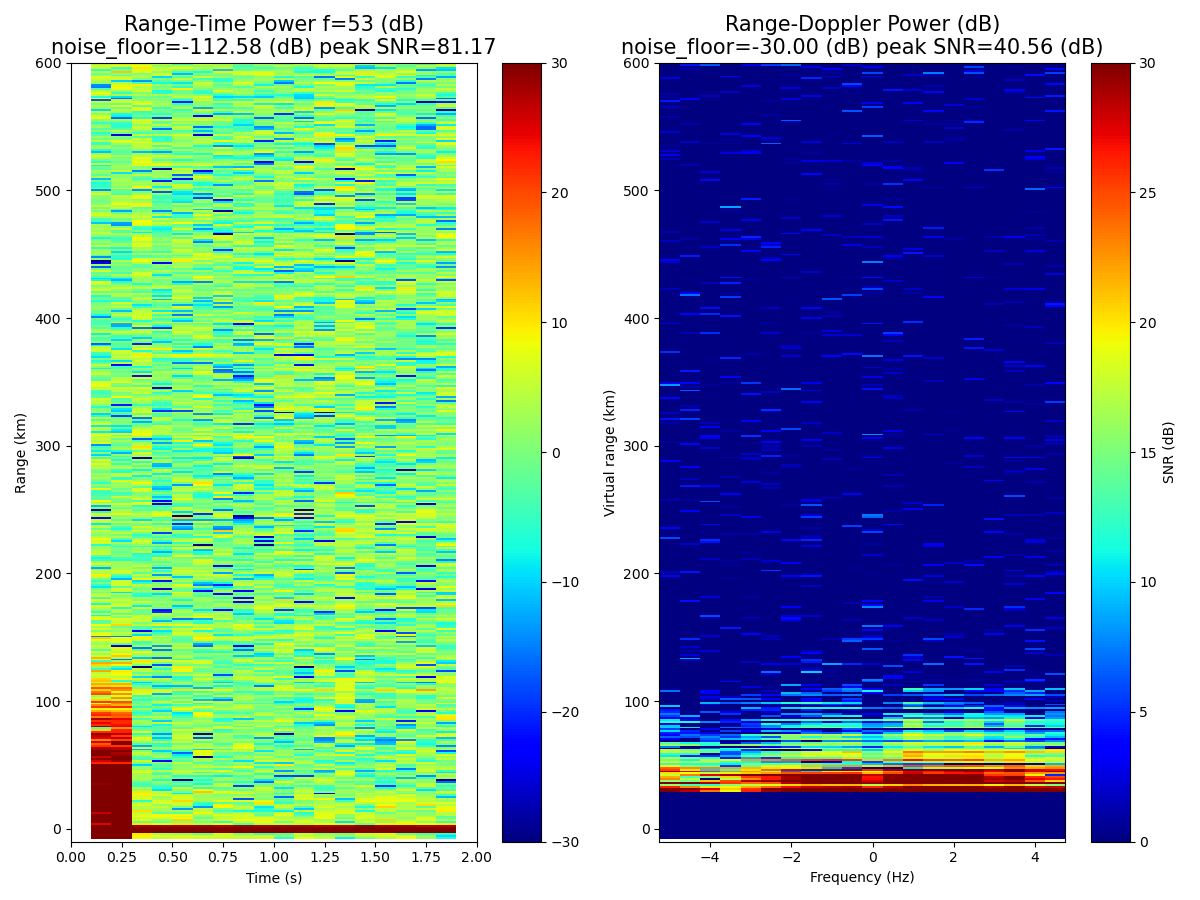 Range-Time Power f=53 (dB)
noise_floor=-112.58 (dB) peak SNR=81.17
Range (km)
600
500
400
300
200
100
0
0.00 0.25 0.50 0.75 1.00 1.25 1.50 1.75 2.00
Time (s)
30
20
10
0
−10
−20
−30
Range-Doppler Power (dB)
noise_floor=-30.00 (dB) peak SNR=40.56 (dB)
Virtual range (km)
600
500
400
300
200
100
0
−4 −2 0 2 4
Frequency (Hz)
30
25
20
15
10
5
0
SNR (dB)